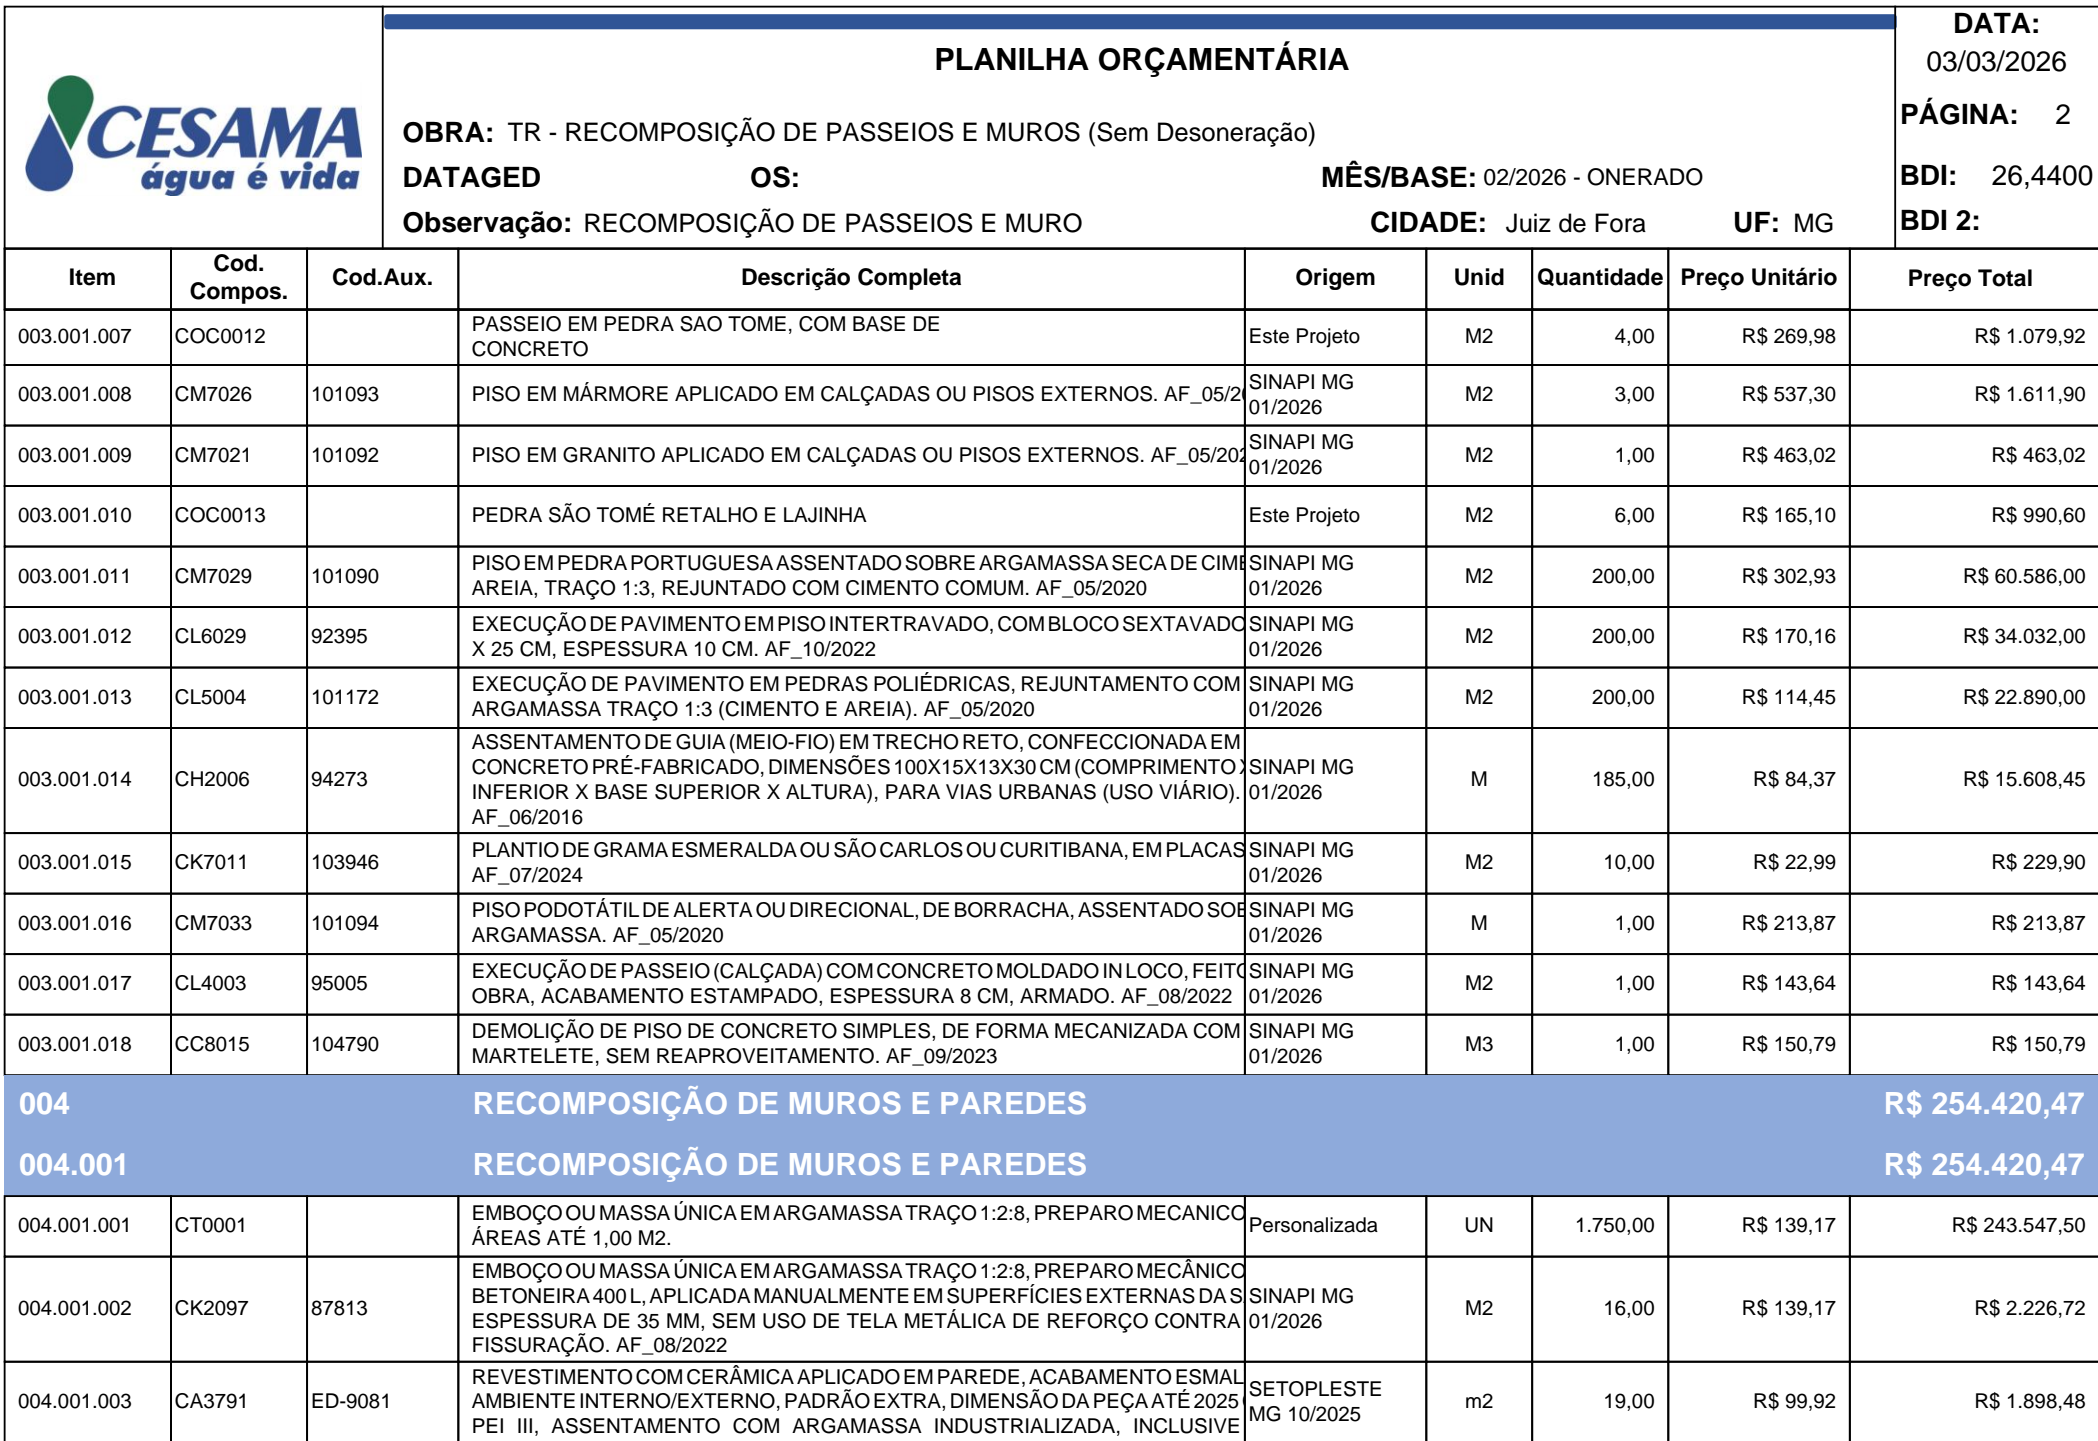 CESAMA
água é vida
PLANILHA ORÇAMENTÁRIA
OBRA: TR - RECOMPOSIÇÃO DE PASSEIOS E MUROS (Sem Desoneração)
DATAGED OS: MÊS/BASE: 02/2026 - ONERADO
Observação: RECOMPOSIÇÃO DE PASSEIOS E MURO CIDADE: Juiz de Fora UF: MG
DATA:
03/03/2026
PÁGINA: 2
BDI: 26,4400
BDI 2:
Item Cod. Compos. Cod.Aux. Descrição Completa Origem Unid Quantidade Preço Unitário Preço Total
003.001.007 COC0012 PASSEIO EM PEDRA SAO TOME, COM BASE DE
CONCRETO Este Projeto M2 4,00 R$ 269,98 R$ 1.079,92
003.001.008 CM7026 101093 PISO EM MÁRMORE APLICADO EM CALÇADAS OU PISOS EXTERNOS. AF_05/2 SINAPI MG
01/2026 M2 3,00 R$ 537,30 R$ 1.611,90
003.001.009 CM7021 101092 PISO EM GRANITO APLICADO EM CALÇADAS OU PISOS EXTERNOS. AF_05/202 SINAPI MG
01/2026 M2 1,00 R$ 463,02 R$ 463,02
003.001.010 COC0013 PEDRA SÃO TOMÉ RETALHO E LAJINHA Este Projeto M2 6,00 R$ 165,10 R$ 990,60
003.001.011 CM7029 101090 PISO EM PEDRA PORTUGUESA ASSENTADO SOBRE ARGAMASSA SECA DE CIME SINAPI MG
AREIA, TRAÇO 1:3, REJUNTADO COM CIMENTO COMUM. AF_05/2020 01/2026 M2 200,00 R$ 302,93 R$ 60.586,00
003.001.012 CL6029 92395 EXECUÇÃO DE PAVIMENTO EM PISO INTERTRAVADO, COM BLOCO SEXTAVADO SINAPI MG
X 25 CM, ESPESSURA 10 CM. AF_10/2022 01/2026 M2 200,00 R$ 170,16 R$ 34.032,00
003.001.013 CL5004 101172 EXECUÇÃO DE PAVIMENTO EM PEDRAS POLIÉDRICAS, REJUNTAMENTO COM SINAPI MG
ARGAMASSA TRAÇO 1:3 (CIMENTO E AREIA). AF_05/2020 01/2026 M2 200,00 R$ 114,45 R$ 22.890,00
003.001.014 CH2006 94273 ASSENTAMENTO DE GUIA (MEIO-FIO) EM TRECHO RETO, CONFECCIONADA EM
CONCRETO PRÉ-FABRICADO, DIMENSÕES 100X15X13X30 CM (COMPRIMENTO X SINAPI MG
INFERIOR X BASE SUPERIOR X ALTURA), PARA VIAS URBANAS (USO VIÁRIO). 01/2026
AF_06/2016 M 185,00 R$ 84,37 R$ 15.608,45
003.001.015 CK7011 103946 PLANTIO DE GRAMA ESMERALDA OU SÃO CARLOS OU CURITIBANA, EM PLACAS SINAPI MG
AF_07/2024 01/2026 M2 10,00 R$ 22,99 R$ 229,90
003.001.016 CM7033 101094 PISO PODOTÁTIL DE ALERTA OU DIRECIONAL, DE BORRACHA, ASSENTADO SOB SINAPI MG
ARGAMASSA. AF_05/2020 01/2026 M 1,00 R$ 213,87 R$ 213,87
003.001.017 CL4003 95005 EXECUÇÃO DE PASSEIO (CALÇADA) COM CONCRETO MOLDADO IN LOCO, FEITO SINAPI MG
OBRA, ACABAMENTO ESTAMPADO, ESPESSURA 8 CM, ARMADO. AF_08/2022 01/2026 M2 1,00 R$ 143,64 R$ 143,64
003.001.018 CC8015 104790 DEMOLIÇÃO DE PISO DE CONCRETO SIMPLES, DE FORMA MECANIZADA COM SINAPI MG
MARTELETE, SEM REAPROVEITAMENTO. AF_09/2023 01/2026 M3 1,00 R$ 150,79 R$ 150,79
004 RECOMPOSIÇÃO DE MUROS E PAREDES R$ 254.420,47
004.001 RECOMPOSIÇÃO DE MUROS E PAREDES R$ 254.420,47
004.001.001 CT0001 EMBOÇO OU MASSA ÚNICA EM ARGAMASSA TRAÇO 1:2:8, PREPARO MECANICO
ÁREAS ATÉ 1,00 M2. Personalizada UN 1.750,00 R$ 139,17 R$ 243.547,50
004.001.002 CK2097 87813 EMBOÇO OU MASSA ÚNICA EM ARGAMASSA TRAÇO 1:2:8, PREPARO MECÂNICO
BETONEIRA 400 L, APLICADA MANUALMENTE EM SUPERFÍCIES EXTERNAS DA S SINAPI MG
ESPESSURA DE 35 MM, SEM USO DE TELA METÁLICA DE REFORÇO CONTRA 01/2026
FISSURAÇÃO. AF_08/2022 M2 16,00 R$ 139,17 R$ 2.226,72
004.001.003 CA3791 ED-9081 REVESTIMENTO COM CERÂMICA APLICADO EM PAREDE, ACABAMENTO ESMAL
AMBIENTE INTERNO/EXTERNO, PADRÃO EXTRA, DIMENSÃO DA PEÇA ATÉ 2025 SETOPLESTE
PEI III, ASSENTAMENTO COM ARGAMASSA INDUSTRIALIZADA, INCLUSIVE MG 10/2025 m2 19,00 R$ 99,92 R$ 1.898,48